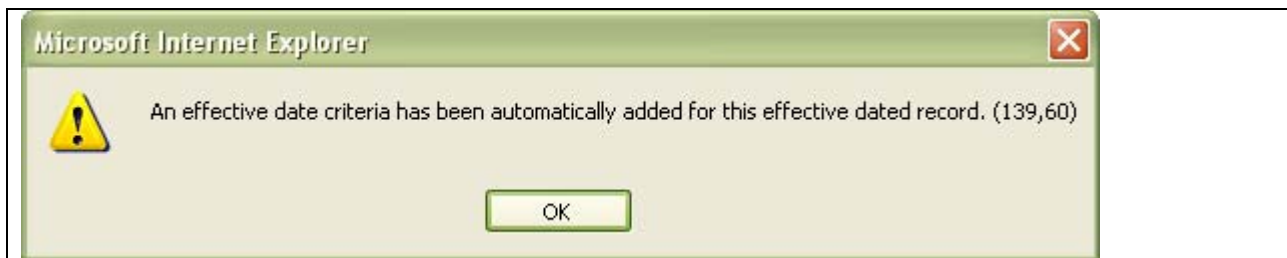 Microsoft Internet Explorer
An effective date criteria has been automatically added for this effective dated record. (139,60)
OK